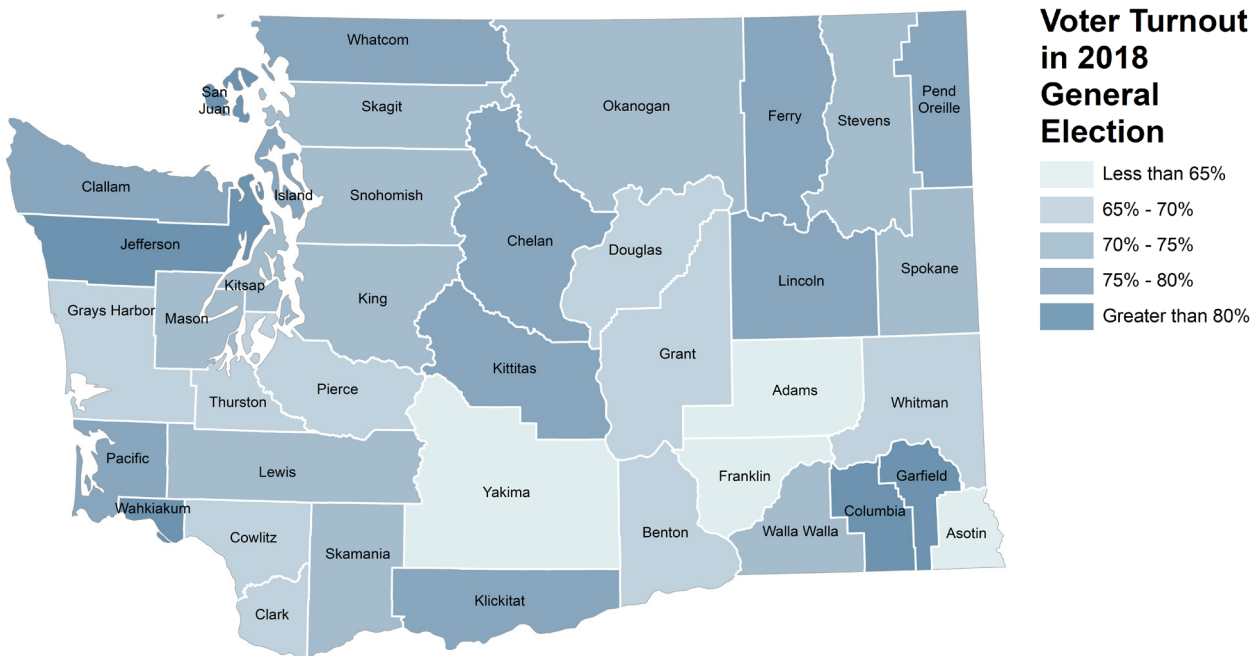 Voter Turnout
in 2018
General
Election
Less than 65%
65% - 70%
70% - 75%
75% - 80%
Greater than 80%
Whatcom
San
Juan
Skagit
Okanogan
Ferry
Stevens
Pend
Oreille
Clallam
Island
Snohomish
Jefferson
Chelan
Douglas
Lincoln
Spokane
Kitsap
Grays Harbor
Mason
King
Grant
Kittitas
Adams
Pierce
Thurston
Whitman
Pacific
Lewis
Yakima
Franklin
Garfield
Wahkiakum
Columbia
Cowlitz
Benton
Walla Walla
Asotin
Skamania
Klickitat
Clark